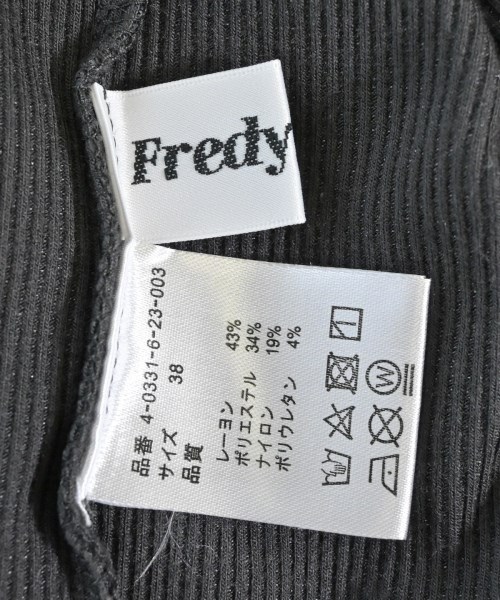 Fredy
品番 4-0331-6-23-003
サイズ 38
品質
レーヨン 43%
ポリエステル 34%
ナイロン 19%
ポリウレタン 4%
W